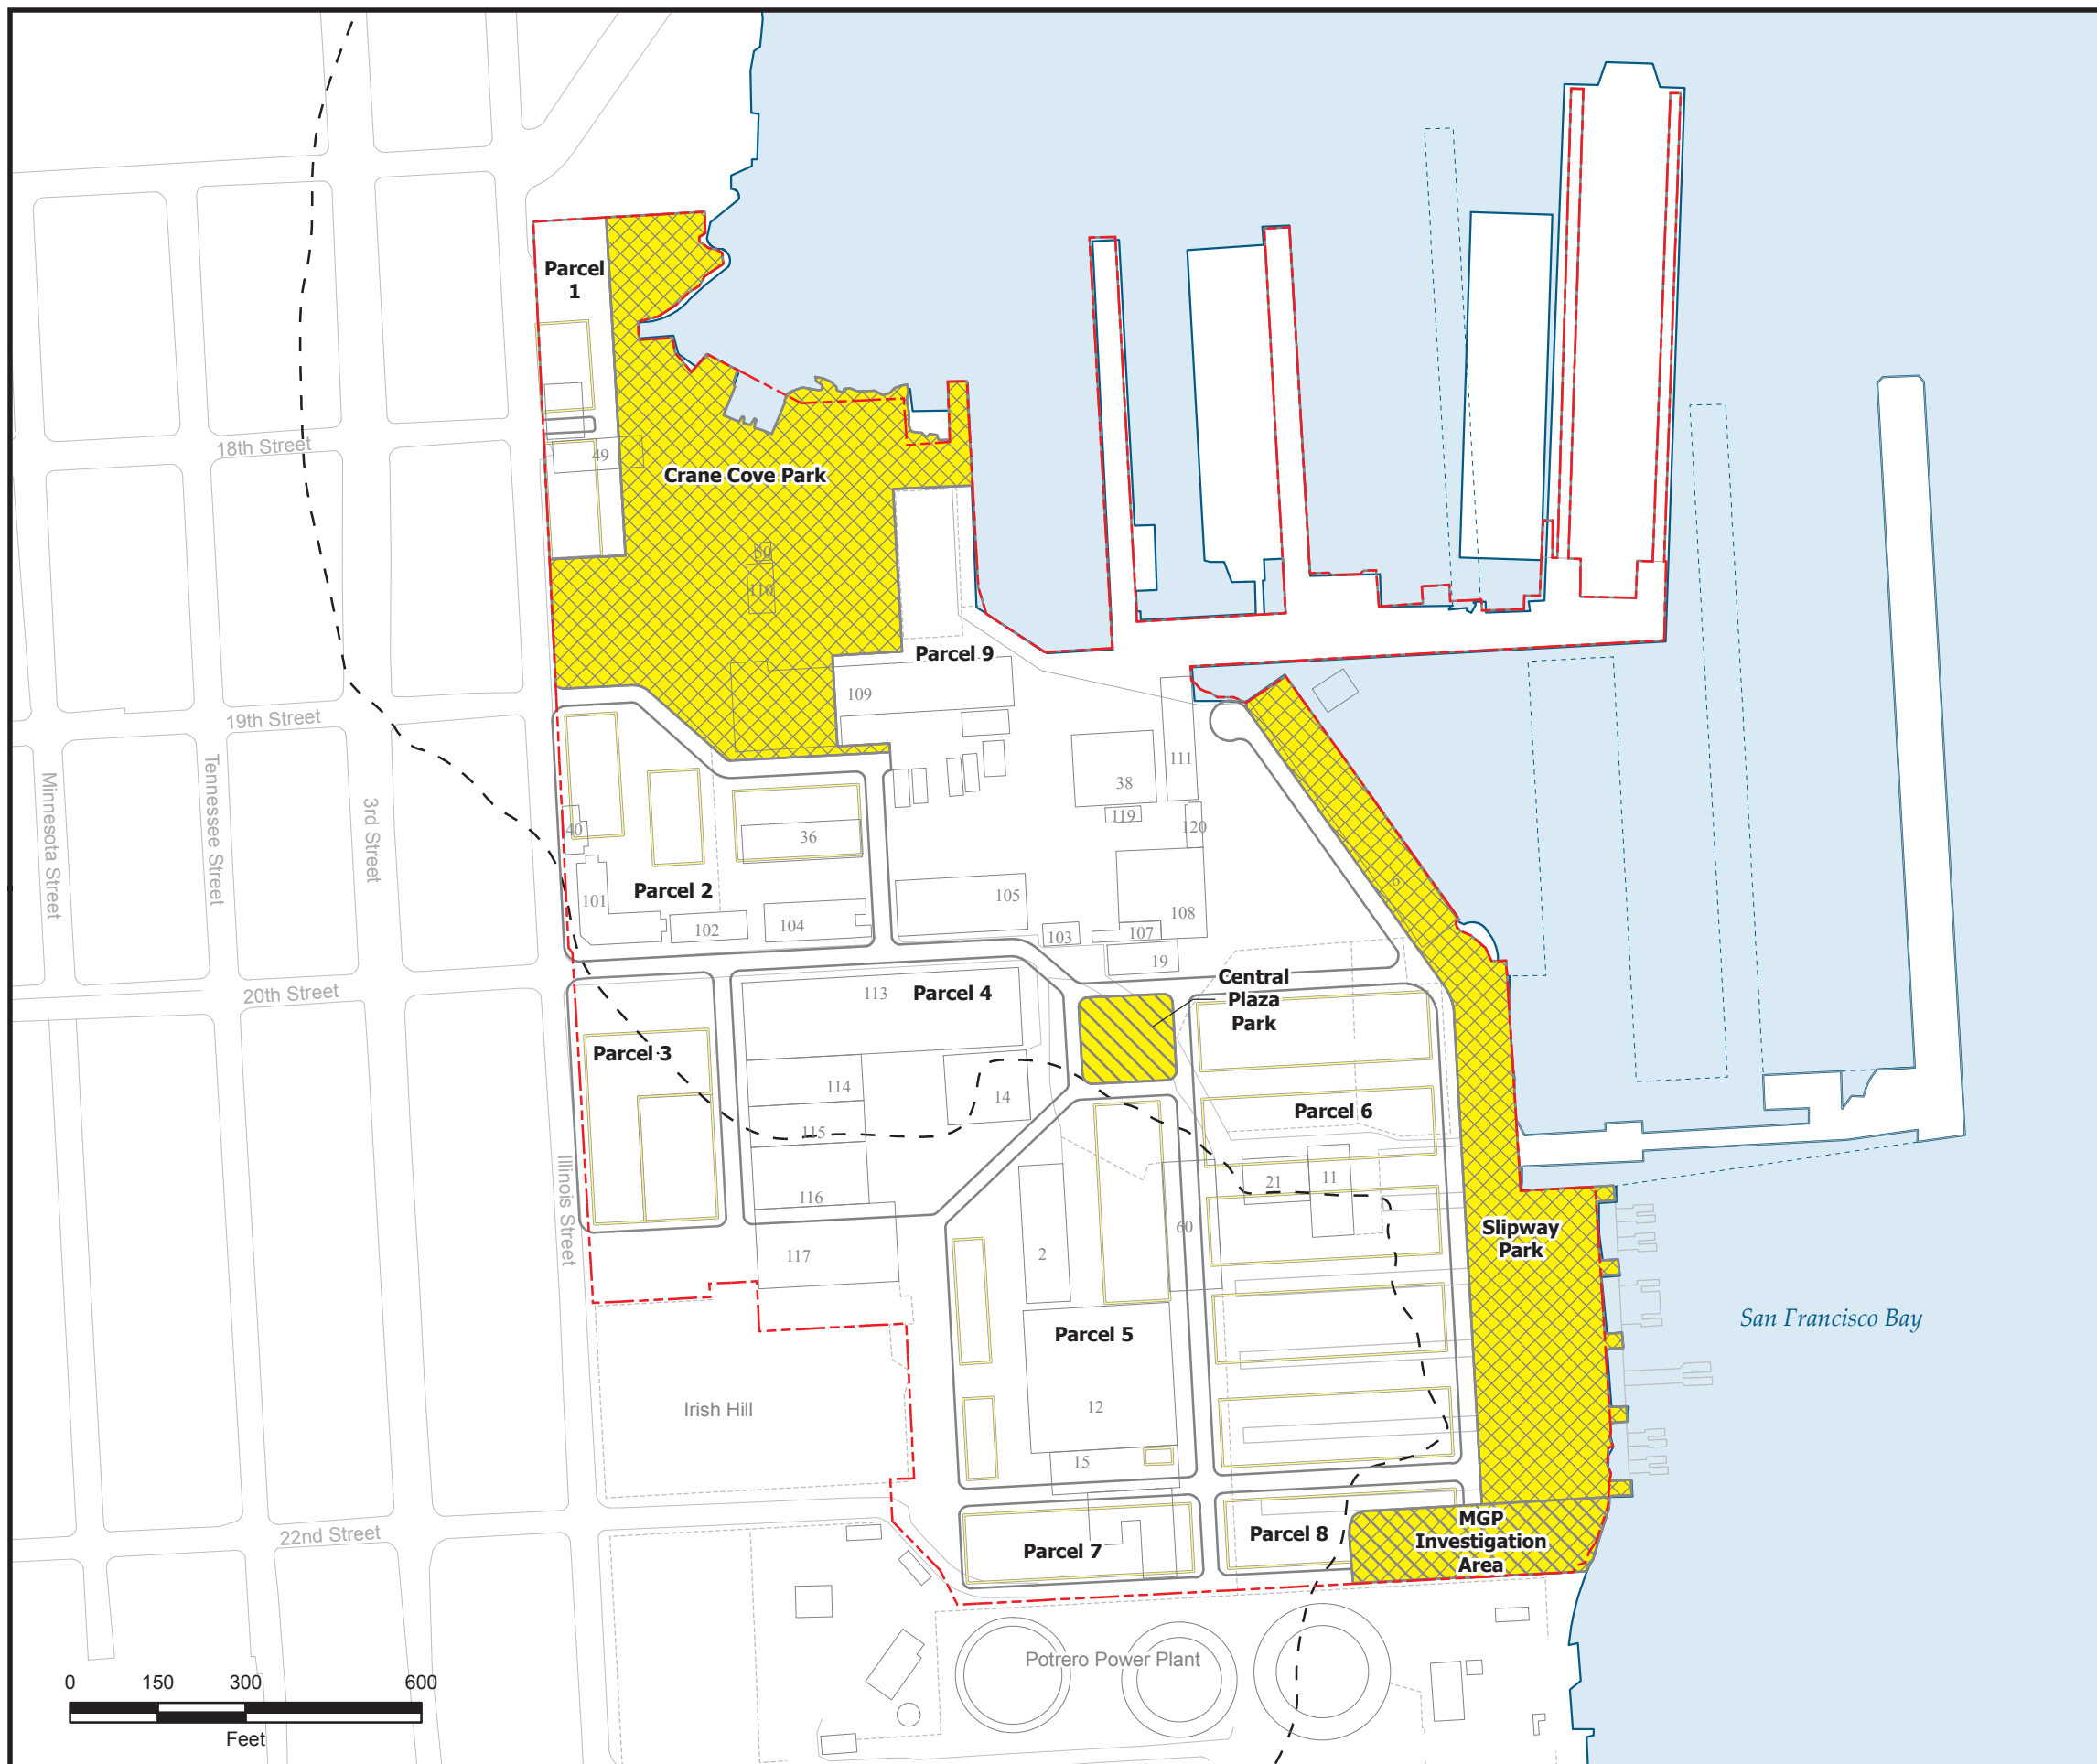 Parcel
1
18th Street
49
Crane Cove Park
50
110
Parcel 9
109
19th Street
Minnesota Street
Tennessee Street
3rd Street
38
111
119
120
40
36
6
Parcel 2
101
102
104
105
103
107
108
19
20th Street
113
Parcel 4
Central
Plaza
Park
Parcel 3
114
14
115
116
117
Illinois Street
Parcel 6
21
11
60
2
Slipway
Park
San Francisco Bay
Parcel 5
12
15
Irish Hill
22nd Street
Parcel 7
Parcel 8
MGP
Investigation
Area
Potrero Power Plant
0 150 300 600
Feet